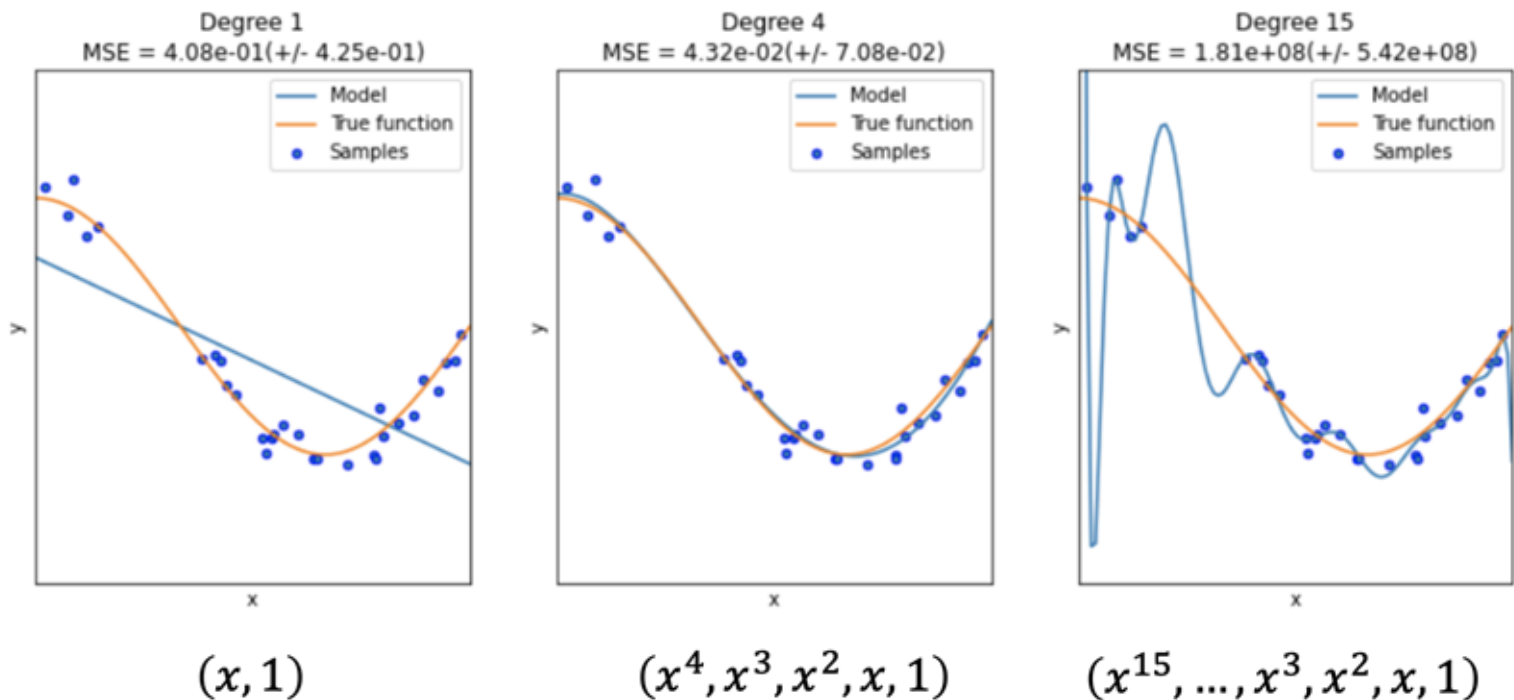 Degree 1
MSE = 4.08e-01(+/- 4.25e-01)
Model
True function
Samples
y
x
(x, 1)
Degree 4
MSE = 4.32e-02(+/- 7.08e-02)
Model
True function
Samples
y
x
(x⁴, x³, x², x, 1)
Degree 15
MSE = 1.81e+08(+/- 5.42e+08)
Model
True function
Samples
y
x
(x¹⁵, ..., x³, x², x, 1)